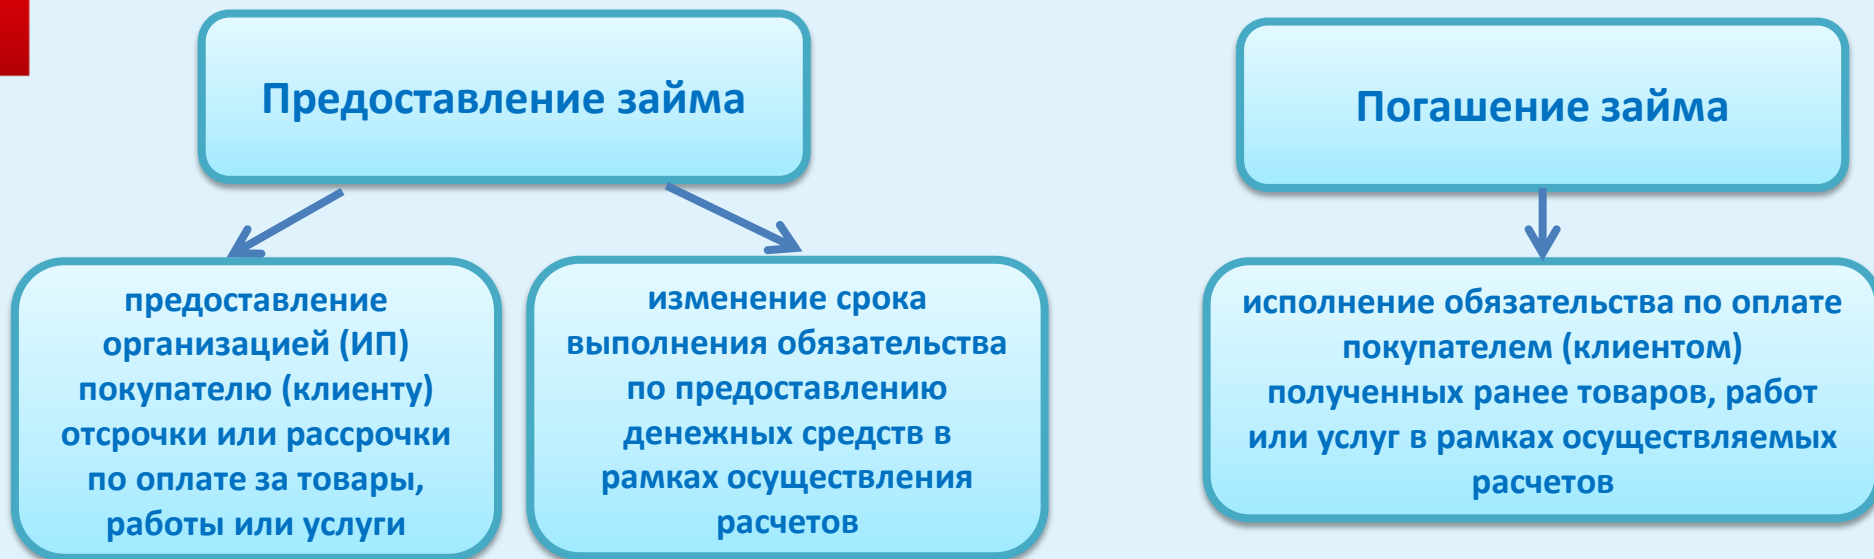 Предоставление займа
Погашение займа
предоставление
организацией (ИП)
покупателю (клиенту)
отсрочки или рассрочки
по оплате за товары,
работы или услуги
изменение срока
выполнения обязательства
по предоставлению
денежных средств в
рамках осуществления
расчетов
исполнение обязательства по оплате
покупателем (клиентом)
полученных ранее товаров, работ
или услуг в рамках осуществляемых
расчетов